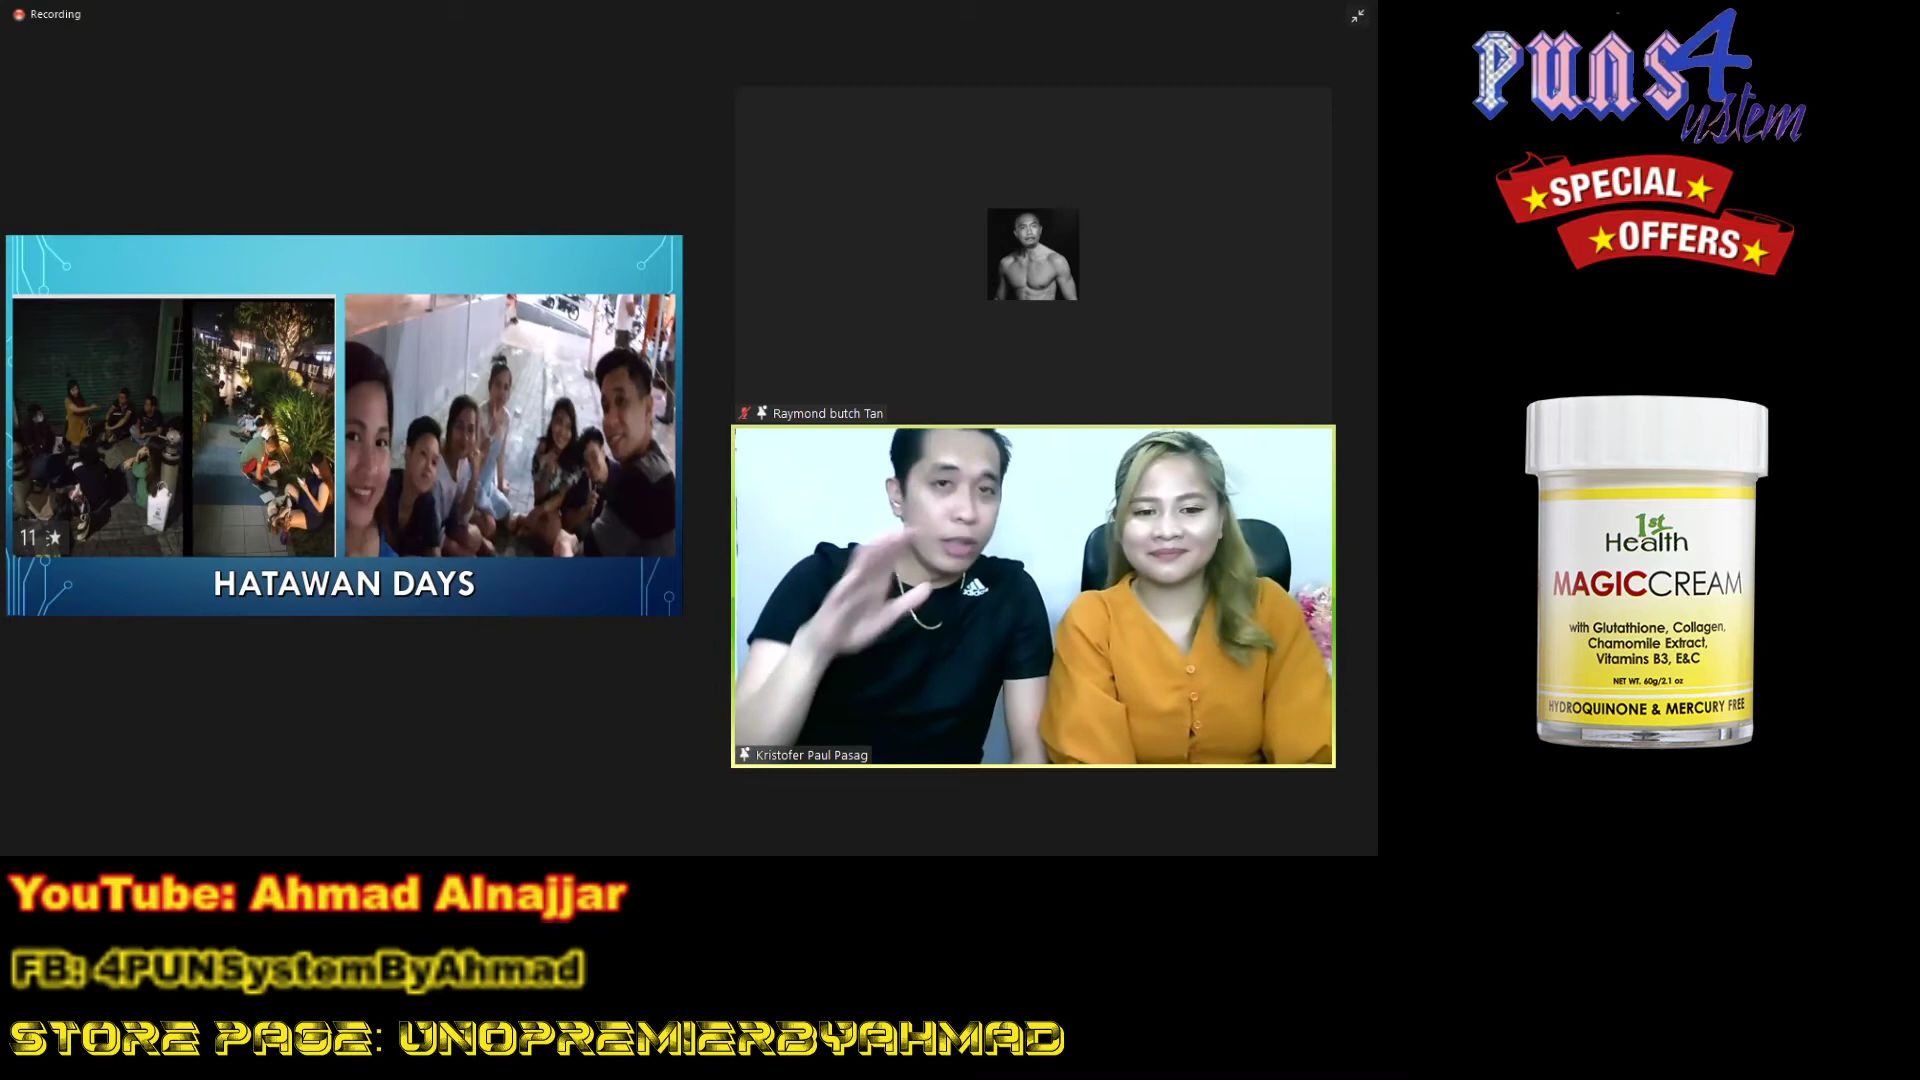 Recording
11
HATAWAN DAYS
Raymond butch Tan
Kristofer Paul Pasag
PUNS4
ystem
SPECIAL
OFFERS
1st
Health
MAGICCREAM
with Glutathione, Collagen,
Chamomile Extract,
Vitamins B3, E&C
NET WT. 60g/2.1 oz
HYDROQUINONE & MERCURY FREE
YouTube: Ahmad Alnajjar
FB: 4PUNSystemByAhmad
STORE PAGE: UNOPREMIERBYAHMAD